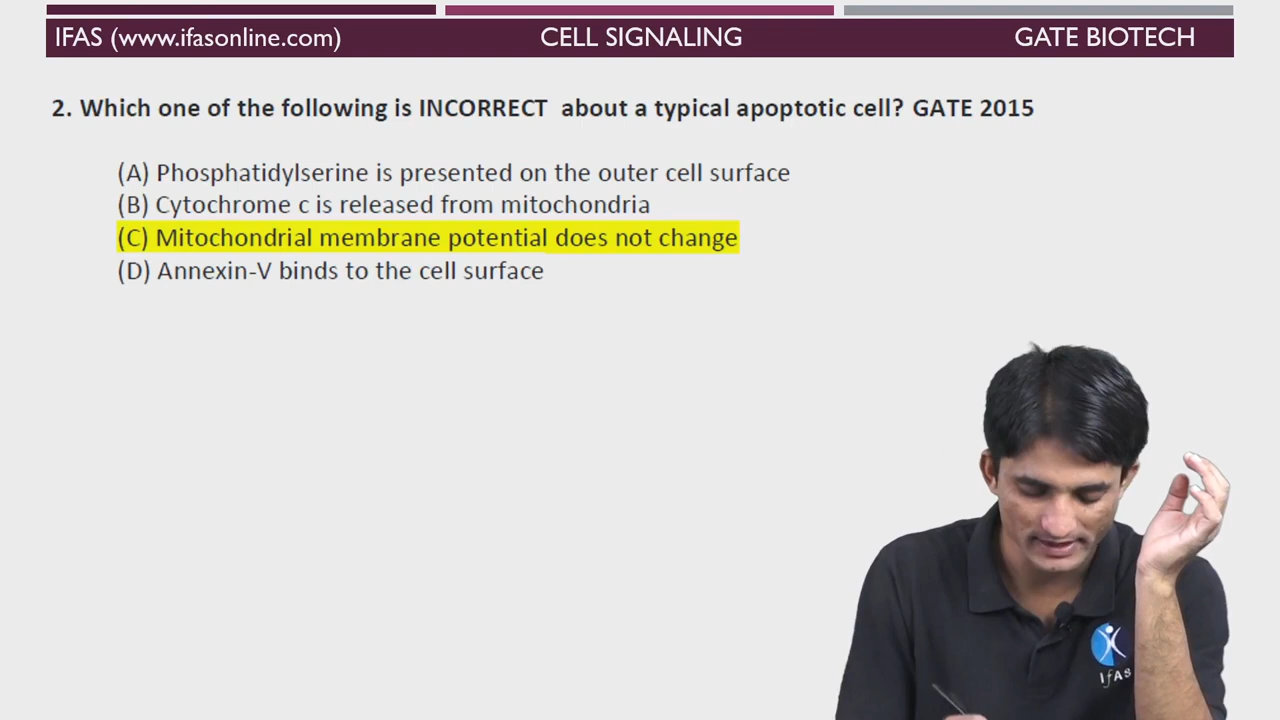 IFAS (www.ifasonline.com) CELL SIGNALING GATE BIOTECH
2. Which one of the following is INCORRECT about a typical apoptotic cell? GATE 2015
(A) Phosphatidylserine is presented on the outer cell surface
(B) Cytochrome c is released from mitochondria
(C) Mitochondrial membrane potential does not change
(D) Annexin-V binds to the cell surface
IfAS